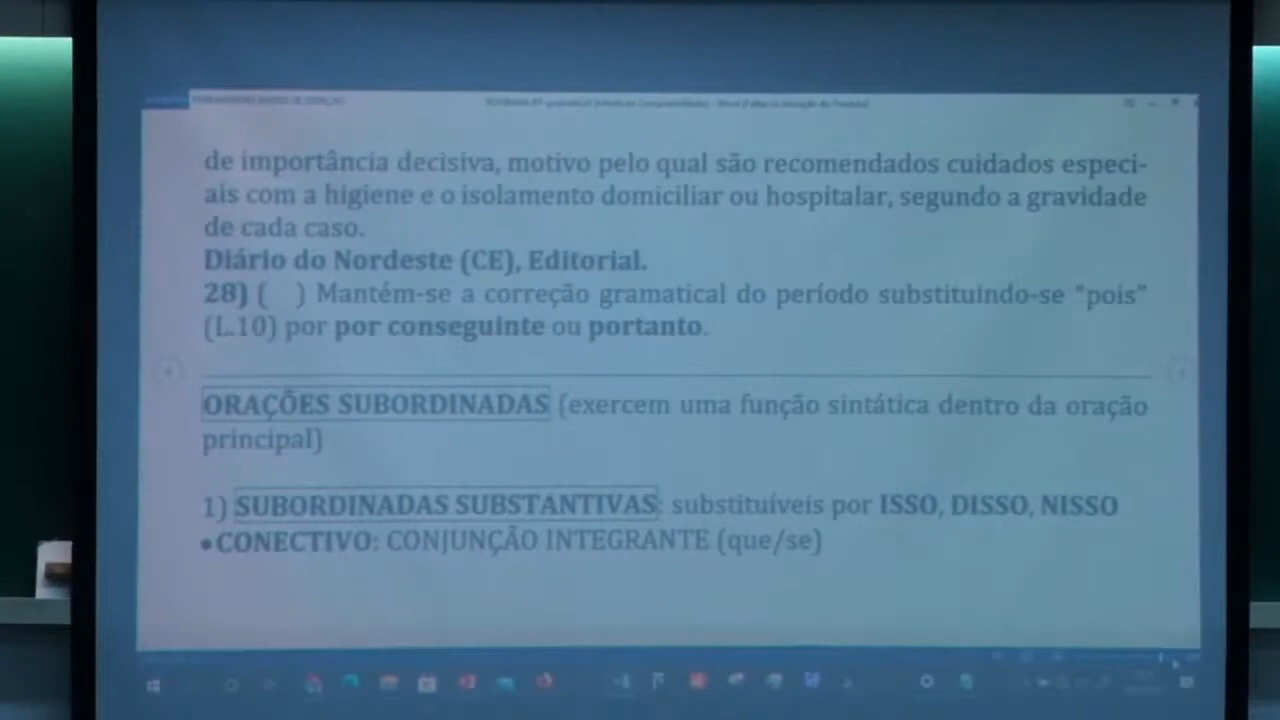 de importância decisiva, motivo pelo qual são recomendados cuidados especi-
ais com a higiene e o isolamento domiciliar ou hospitalar, segundo a gravidade
de cada caso.
Diário do Nordeste (CE), Editorial.
28) ( ) Mantém-se a correção gramatical do período substituindo-se "pois"
(L.10) por por conseguinte ou portanto.
ORAÇÕES SUBORDINADAS (exercem uma função sintática dentro da oração
principal)
1) SUBORDINADAS SUBSTANTIVAS: substituíveis por ISSO, DISSO, NISSO
•CONECTIVO: CONJUNÇÃO INTEGRANTE (que/se)